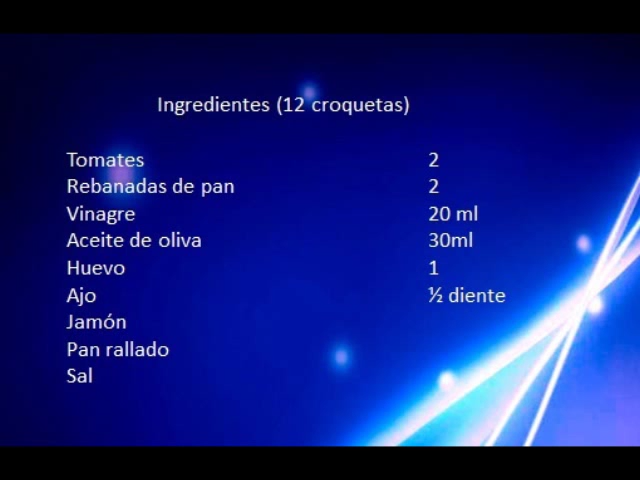 Ingredientes (12 croquetas)
Tomates 2
Rebanadas de pan 2
Vinagre 20 ml
Aceite de oliva 30ml
Huevo 1
Ajo ½ diente
Jamón
Pan rallado
Sal